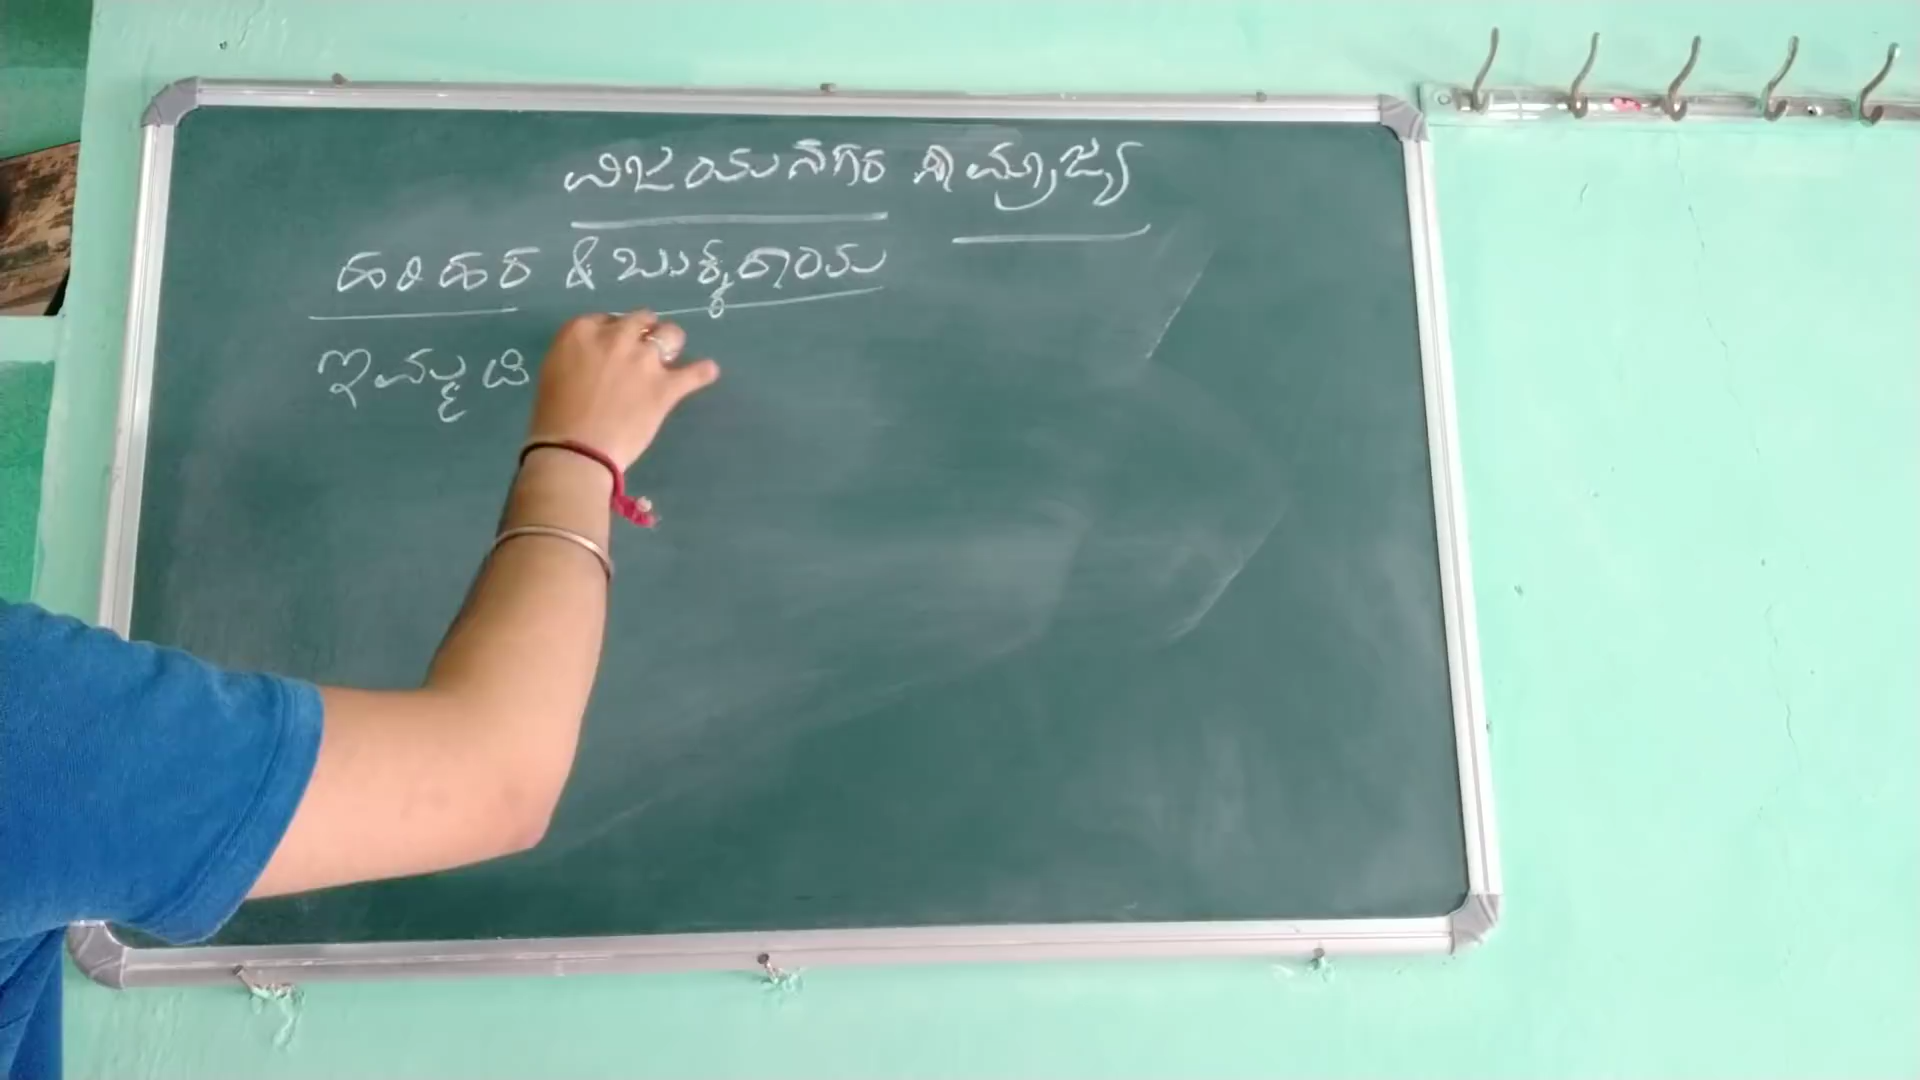 ವಿಜಯನಗರ ಸಾಮ್ರಾಜ್ಯ
ಹರಿಹರ & ಬುಕ್ಕರಾಯ
ಇಮ್ಮಡಿ